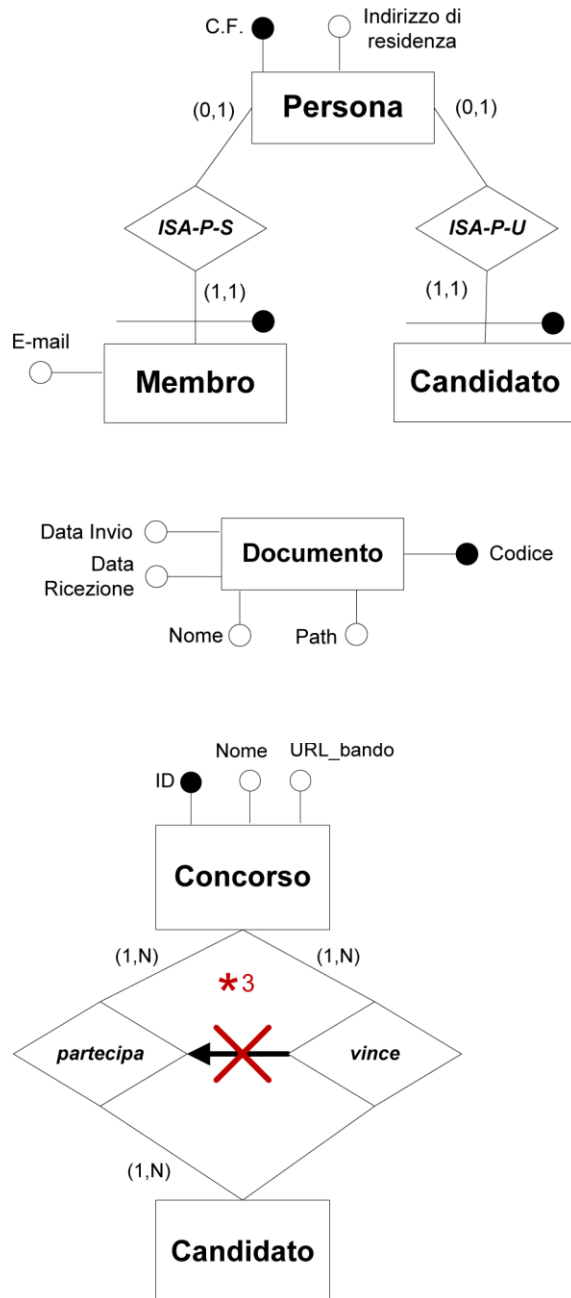 C.F.
Indirizzo di
residenza
Persona
(0,1)
(0,1)
ISA-P-S
ISA-P-U
(1,1)
(1,1)
E-mail
Membro
Candidato
Data Invio
Data
Ricezione
Documento
Codice
Nome
Path
Nome
URL_bando
ID
Concorso
(1,N)
(1,N)
*3
partecipa
vince
(1,N)
Candidato